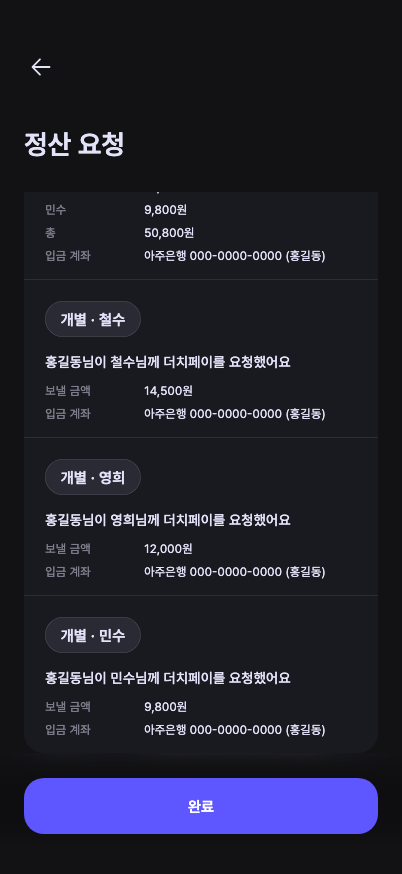 정산 요청
민수 9,800원
총 50,800원
입금 계좌 아주은행 000-0000-0000 (홍길동)
개별 · 철수
홍길동님이 철수님께 더치페이를 요청했어요
보낼 금액 14,500원
입금 계좌 아주은행 000-0000-0000 (홍길동)
개별 · 영희
홍길동님이 영희님께 더치페이를 요청했어요
보낼 금액 12,000원
입금 계좌 아주은행 000-0000-0000 (홍길동)
개별 · 민수
홍길동님이 민수님께 더치페이를 요청했어요
보낼 금액 9,800원
입금 계좌 아주은행 000-0000-0000 (홍길동)
완료